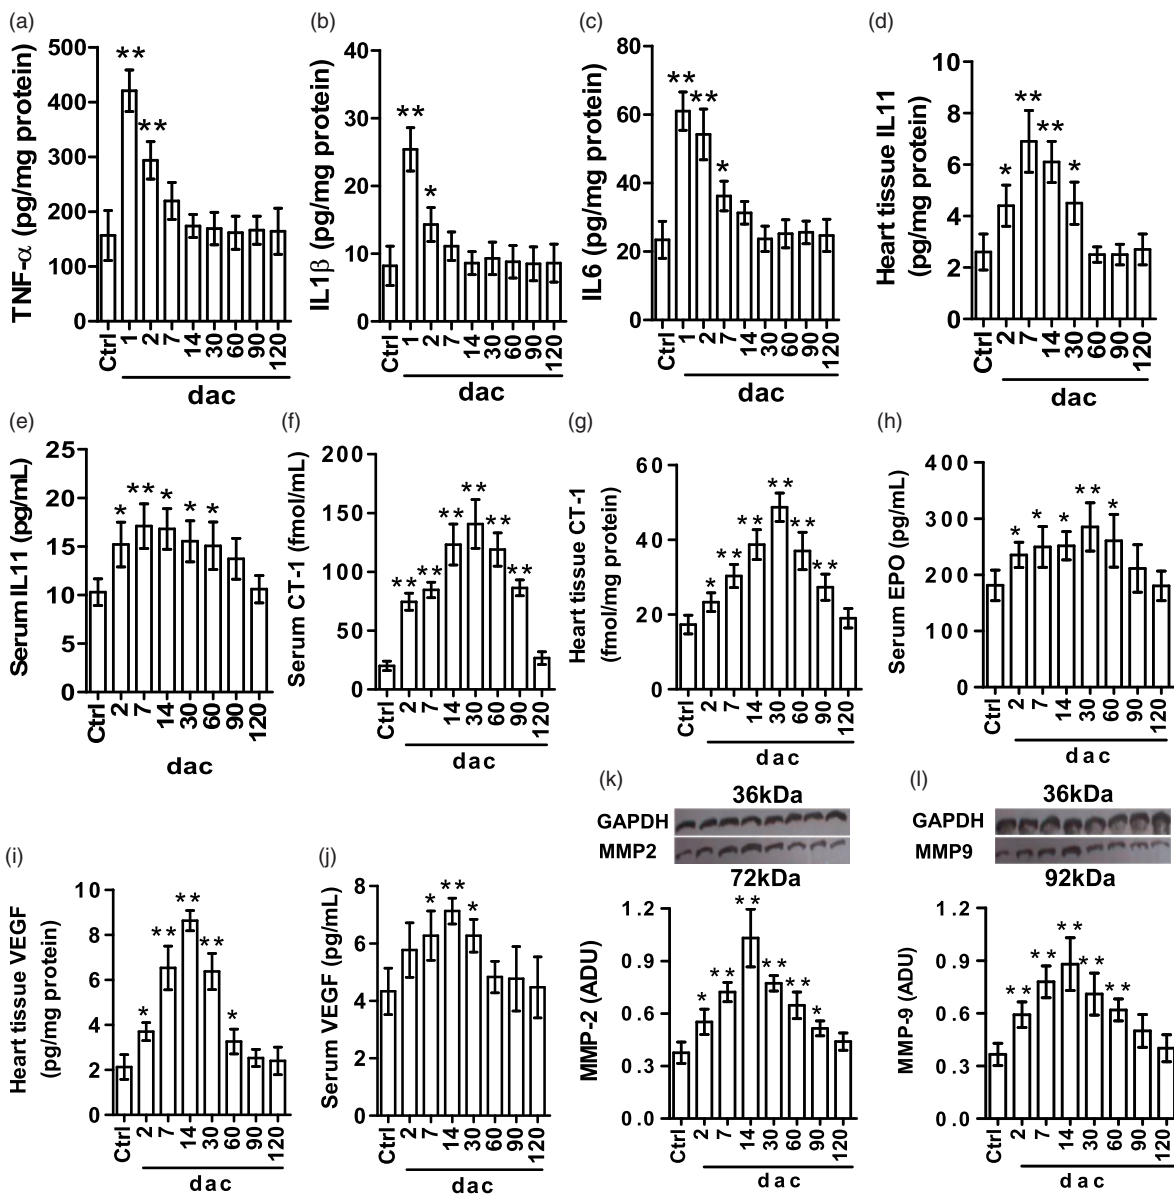 (a)
TNF-α (pg/mg protein)
500
400
300
200
100
0
** **
Ctrl 1 2 7 14 30 60 90 120
dac
(b)
IL1β (pg/mg protein)
40
30
20
10
0
** *
Ctrl 1 2 7 14 30 60 90 120
dac
(c)
IL6 (pg/mg protein)
80
60
40
20
0
** ** *
Ctrl 1 2 7 14 30 60 90 120
dac
(d)
Heart tissue IL11
(pg/mg protein)
10
8
6
4
2
0
* ** ** *
Ctrl 2 7 14 30 60 90 120
dac
(e)
Serum IL11 (pg/mL)
25
20
15
10
5
0
* ** * * *
Ctrl 2 7 14 30 60 90 120
dac
(f)
Serum CT-1 (fmol/mL)
200
150
100
50
0
** ** ** ** ** **
Ctrl 2 7 14 30 60 90 120
dac
(g)
Heart tissue CT-1
(fmol/mg protein)
60
40
20
0
* ** ** ** ** **
Ctrl 2 7 14 30 60 90 120
dac
(h)
Serum EPO (pg/mL)
400
300
200
100
0
* * * ** *
Ctrl 2 7 14 30 60 90 120
dac
(i)
Heart tissue VEGF
(pg/mg protein)
10
8
6
4
2
0
* ** ** ** *
Ctrl 2 7 14 30 60 90 120
dac
(j)
Serum VEGF (pg/mL)
8
6
4
2
0
* ** *
Ctrl 2 7 14 30 60 90 120
dac
(k)
36kDa
GAPDH
MMP2
72kDa
MMP-2 (ADU)
1.2
0.9
0.6
0.3
0.0
* ** ** ** ** *
Ctrl 2 7 14 30 60 90 120
dac
(l)
36kDa
GAPDH
MMP9
92kDa
MMP-9 (ADU)
1.2
0.9
0.6
0.3
0.0
** ** ** ** **
Ctrl 2 7 14 30 60 90 120
dac